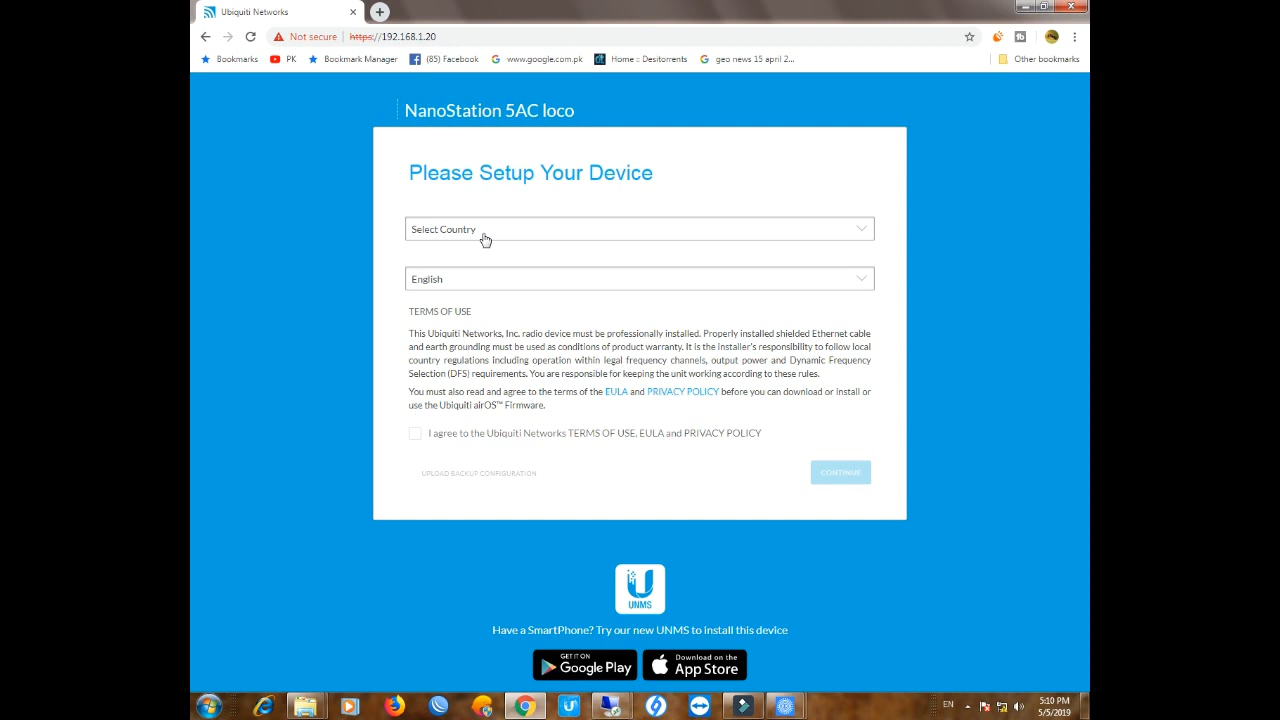 Ubiquiti Networks
Not secure
https://192.168.1.20
Bookmarks
PK
Bookmark Manager
(85) Facebook
www.google.com.pk
Home :: Desitorrents
geo news 15 april 2...
Other bookmarks
NanoStation 5AC loco
Please Setup Your Device
Select Country
English
TERMS OF USE
This Ubiquiti Networks, Inc. radio device must be professionally installed. Properly installed shielded Ethernet cable
and earth grounding must be used as conditions of product warranty. It is the installer's responsibility to follow local
country regulations including operation within legal frequency channels, output power and Dynamic Frequency
Selection (DFS) requirements. You are responsible for keeping the unit working according to these rules.
You must also read and agree to the terms of the EULA and PRIVACY POLICY before you can download or install or
use the Ubiquiti airOS™ Firmware.
I agree to the Ubiquiti Networks TERMS OF USE, EULA and PRIVACY POLICY
UPLOAD BACKUP CONFIGURATION
CONTINUE
U
UNMS
Have a SmartPhone? Try our new UNMS to install this device
GET IT ON
Google Play
Download on the
App Store
EN
5:10 PM
5/5/2019